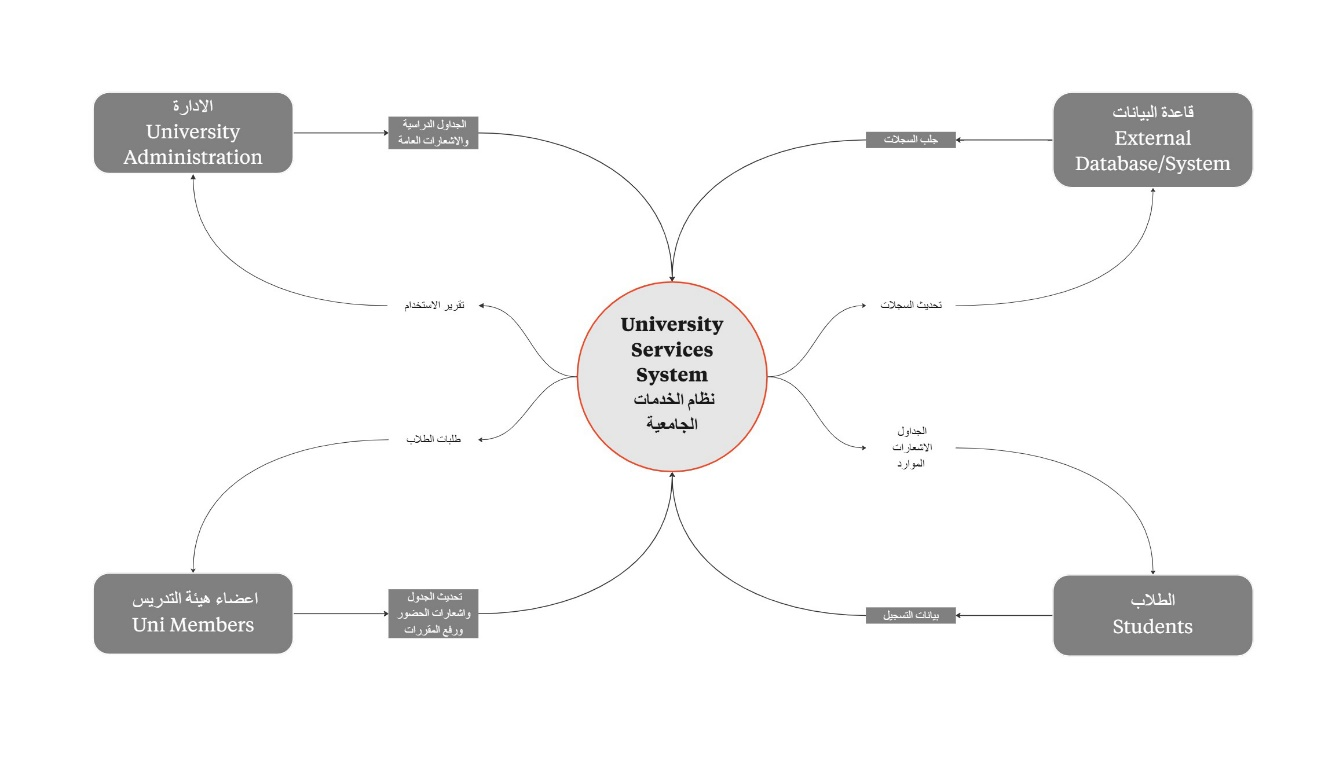 الادارة
University
Administration
الجداول الدراسية
والاشعارات العامة
جلب السجلات
قاعدة البيانات
External
Database/System
تقرير الاستخدام
تحديث السجلات
University
Services
System
نظام الخدمات
الجامعية
طلبات الطلاب
الجداول
الاشعارات
الموارد
اعضاء هيئة التدريس
Uni Members
تحديث الجدول
واشعارات الحضور
ورفع المقررات
بيانات التسجيل
الطلاب
Students